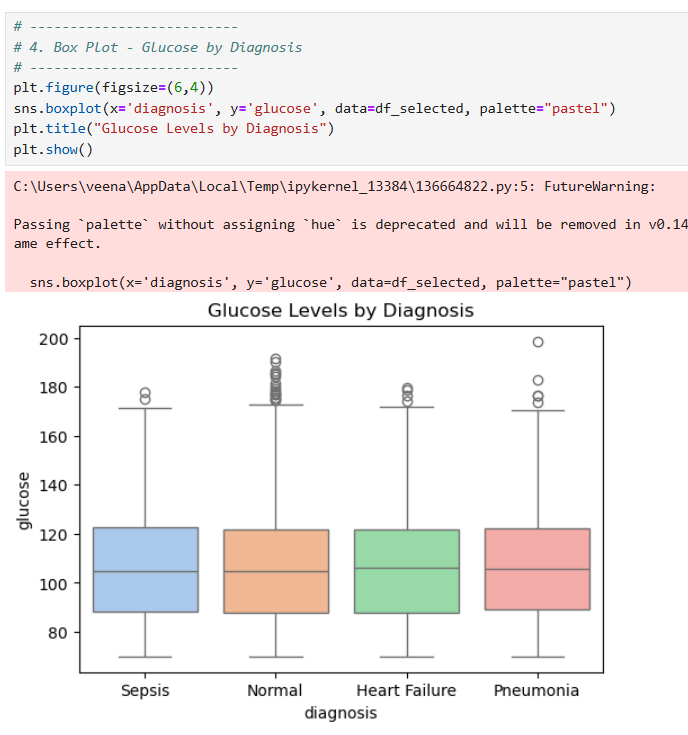 # -------------------------
# 4. Box Plot - Glucose by Diagnosis
# -------------------------
plt.figure(figsize=(6,4))
sns.boxplot(x='diagnosis', y='glucose', data=df_selected, palette="pastel")
plt.title("Glucose Levels by Diagnosis")
plt.show()
C:\Users\veena\AppData\Local\Temp\ipykernel_13384\136664822.py:5: FutureWarning:
Passing `palette` without assigning `hue` is deprecated and will be removed in v0.14
ame effect.
sns.boxplot(x='diagnosis', y='glucose', data=df_selected, palette="pastel")
Glucose Levels by Diagnosis
200
180
160
140
120
100
80
glucose
Sepsis Normal Heart Failure Pneumonia
diagnosis